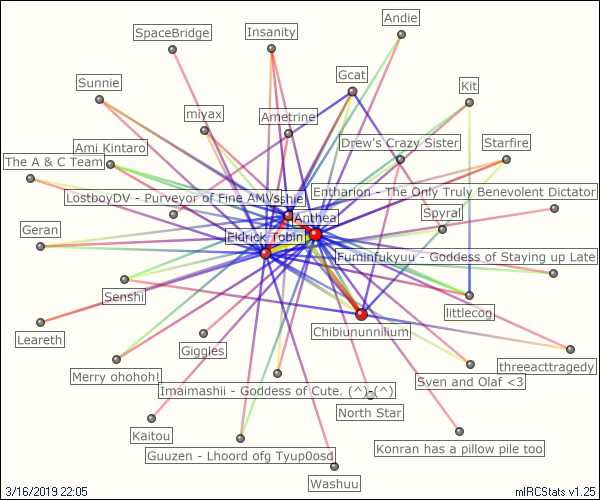 Andie
SpaceBridge
Insanity
Gcat
Sunnie
Kit
miyax
Ametrine
Ami Kintaro
Drew's Crazy Sister
Starfire
The A & C Team
LostboyDV - Purveyor of Fine AMVs
Entharion - The Only Truly Benevolent Dictator
Anthea
Spyral
Geran
Eldrick Tobin
Fuminfukyuu - Goddess of Staying up Late
Senshi
littlecog
Chibiununnilium
Leareth
Giggles
threeacttragedy
Merry ohohoh!
Imaimashii - Goddess of Cute. (^)-(^)
Sven and Olaf <3
North Star
Kaitou
Konran has a pillow pile too
Guuzen - Lhoord ofg Tyup0osd
Washuu
3/16/2019 22:05
mIRCStats v1.25